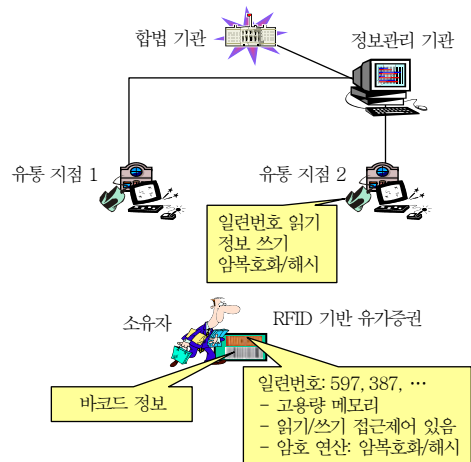 합법 기관
정보관리 기관
유통 지점 1
유통 지점 2
일련번호 읽기
정보 쓰기
암복호화/해시
소유자
RFID 기반 유가증권
바코드 정보
일련번호: 597, 387, …
- 고용량 메모리
- 읽기/쓰기 접근제어 있음
- 암호 연산: 암복호화/해시